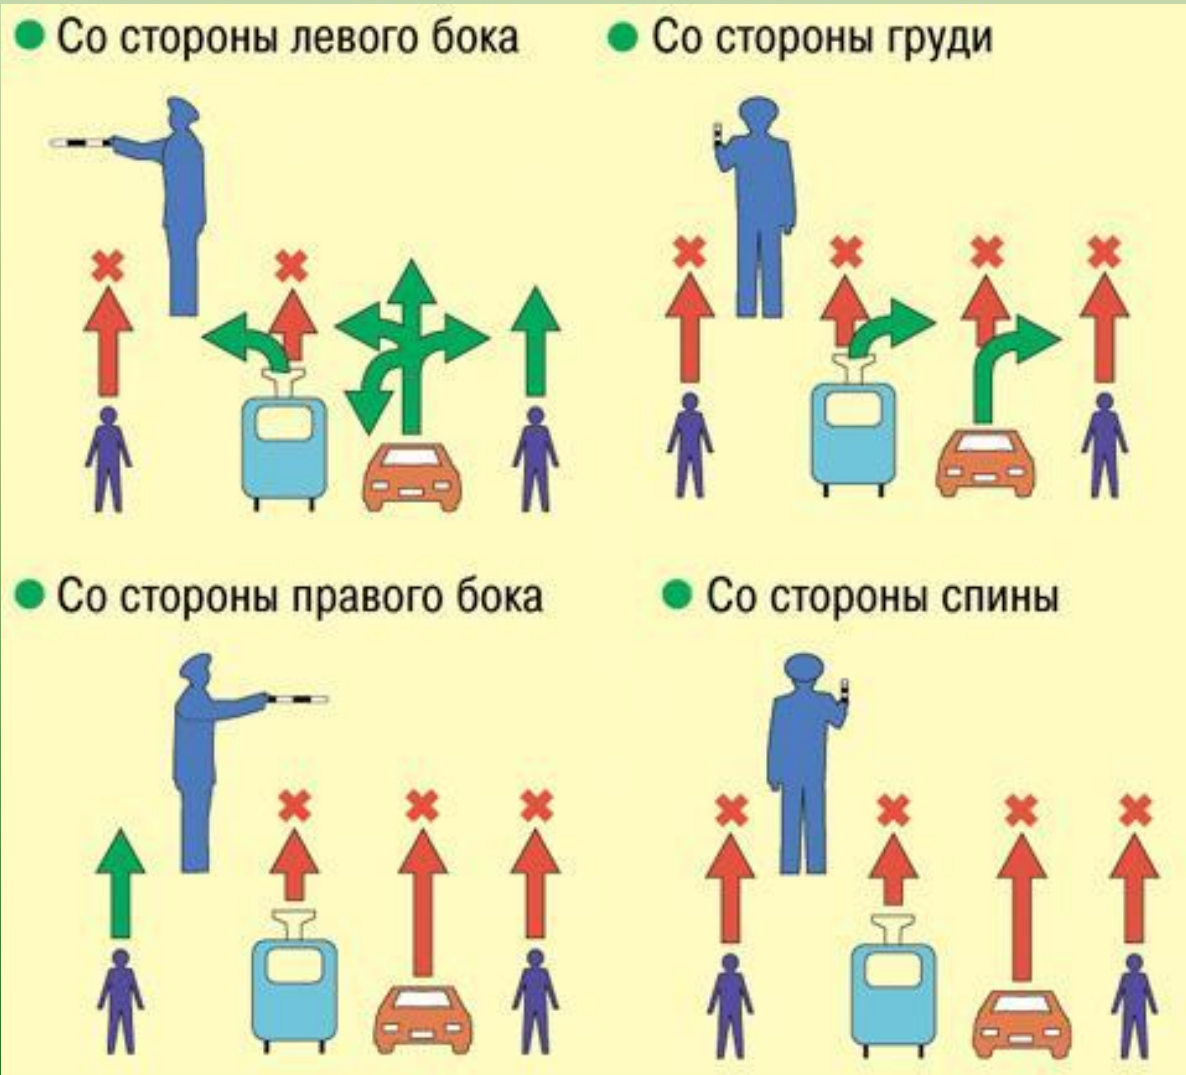 Со стороны левого бока
Со стороны груди
Со стороны правого бока
Со стороны спины